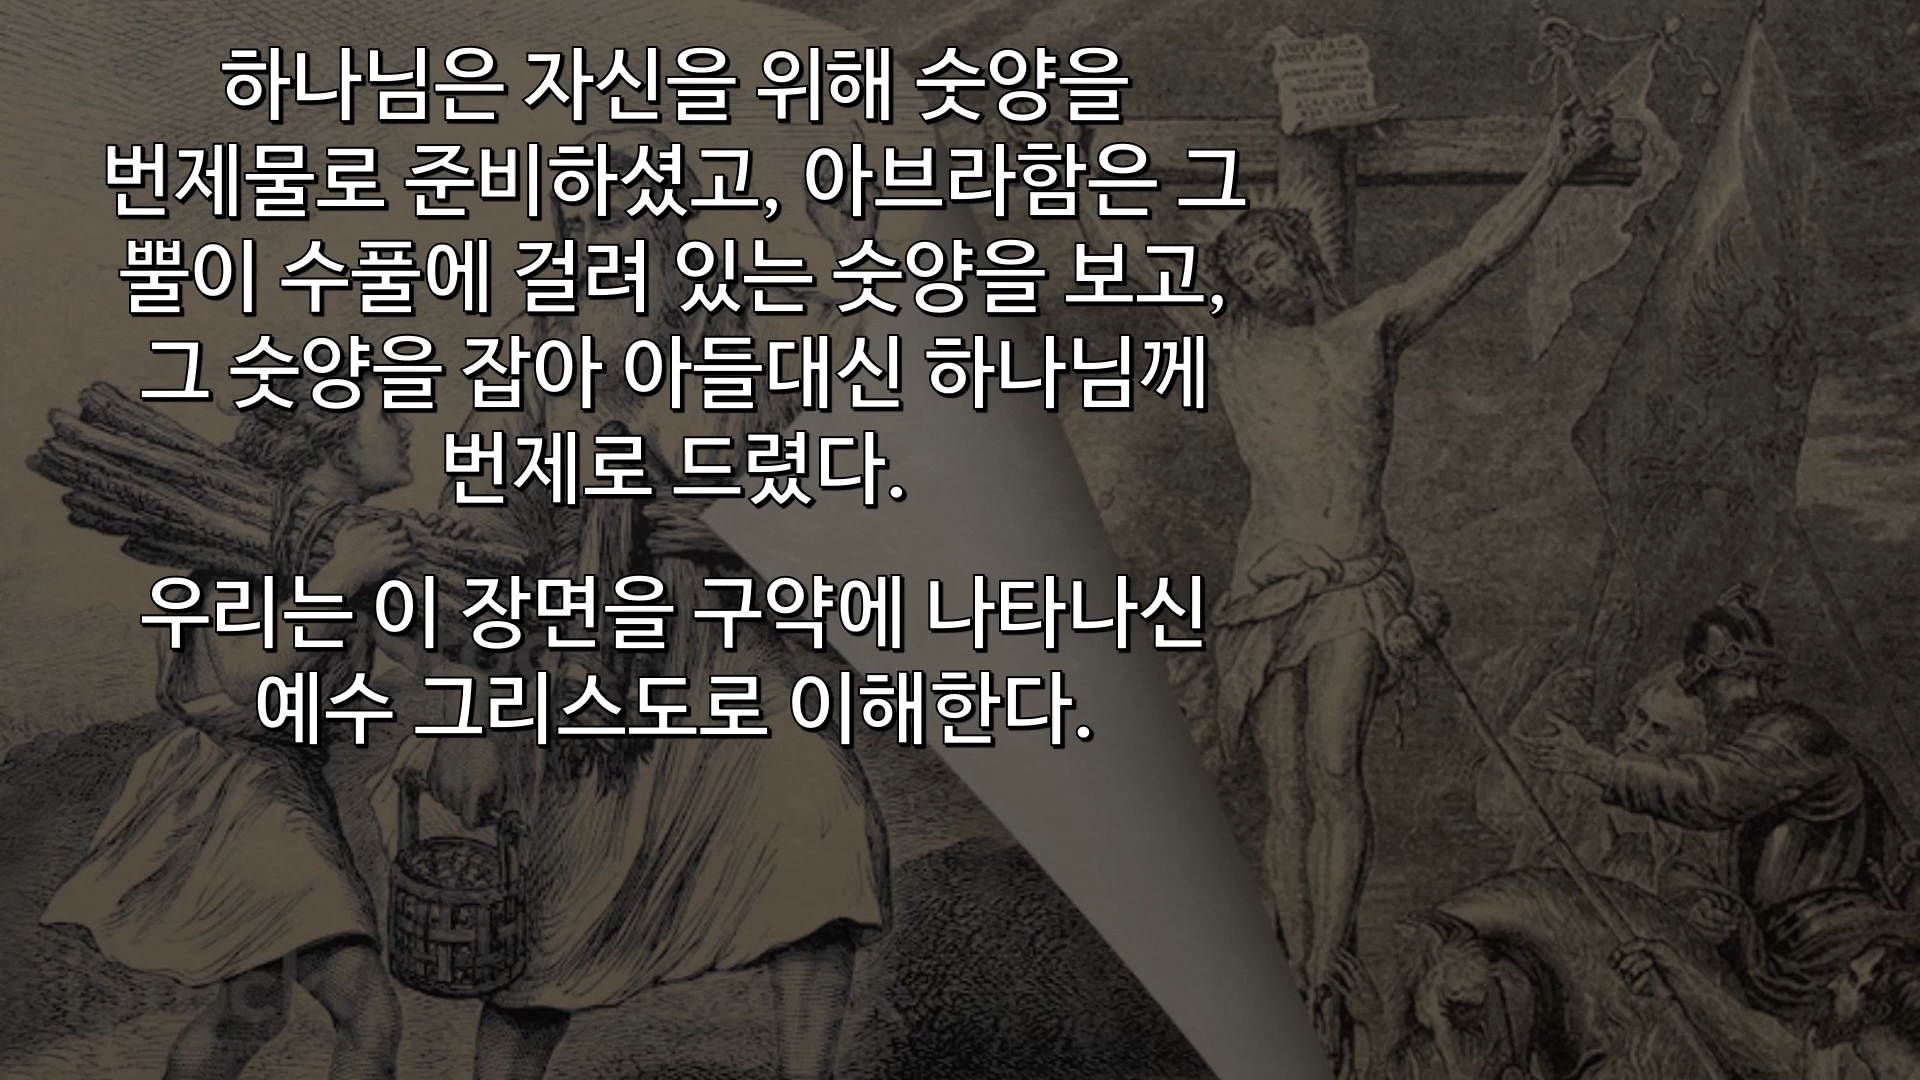 하나님은 자신을 위해 숫양을
번제물로 준비하셨고, 아브라함은 그
뿔이 수풀에 걸려 있는 숫양을 보고,
그 숫양을 잡아 아들대신 하나님께
번제로 드렸다.
우리는 이 장면을 구약에 나타나신
예수 그리스도로 이해한다.